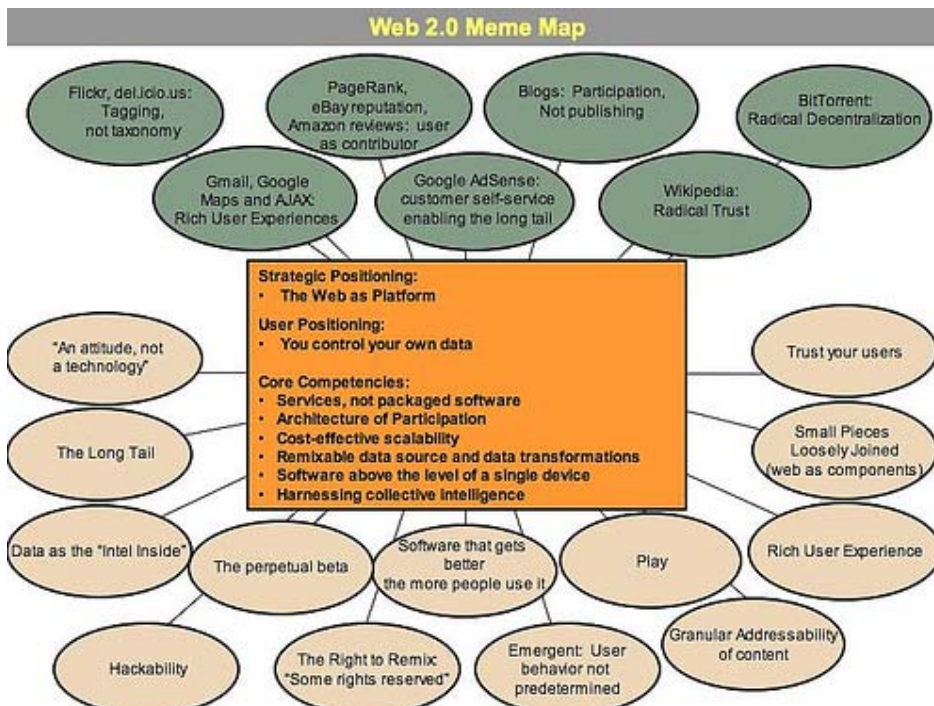 Web 2.0 Meme Map
Flickr, del.icio.us:
Tagging,
not taxonomy
PageRank,
eBay reputation,
Amazon reviews: user
as contributor
Blogs: Participation,
Not publishing
BitTorrent:
Radical Decentralization
Gmail, Google
Maps and AJAX:
Rich User Experiences
Google AdSense:
customer self-service
enabling the long tail
Wikipedia:
Radical Trust
Strategic Positioning:
• The Web as Platform
User Positioning:
• You control your own data
Core Competencies:
• Services, not packaged software
• Architecture of Participation
• Cost-effective scalability
• Remixable data source and data transformations
• Software above the level of a single device
• Harnessing collective intelligence
"An attitude, not
a technology"
Trust your users
The Long Tail
Small Pieces
Loosely Joined
(web as components)
Data as the "Intel Inside"
The perpetual beta
Software that gets
better
the more people use it
Play
Rich User Experience
Hackability
The Right to Remix:
"Some rights reserved"
Emergent: User
behavior not
predetermined
Granular Addressability
of content